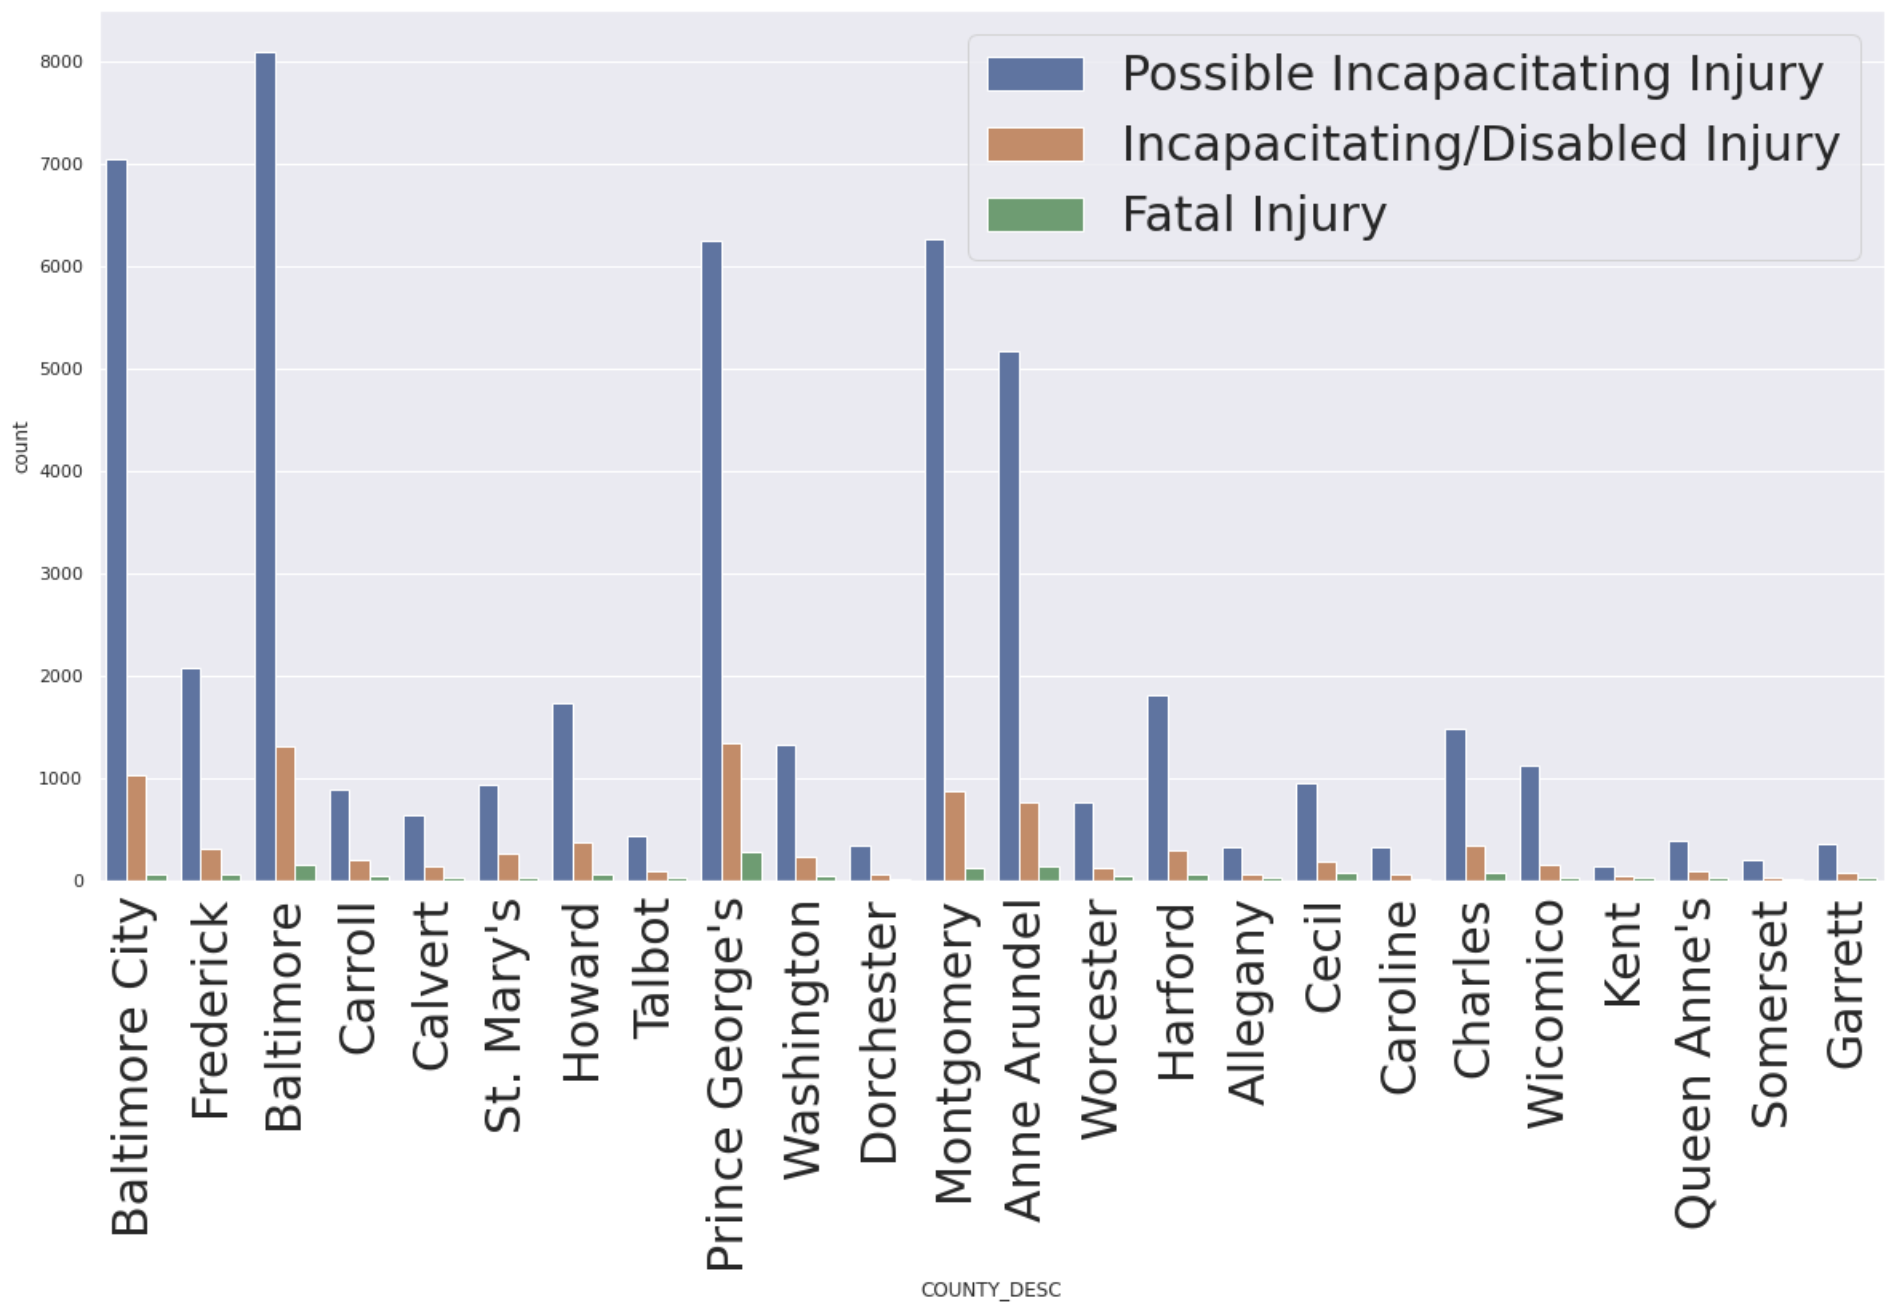 Possible Incapacitating Injury
Incapacitating/Disabled Injury
Fatal Injury
8000
7000
6000
5000
4000
3000
2000
1000
0
count
Baltimore City
Frederick
Baltimore
Carroll
Calvert
St. Mary's
Howard
Talbot
Prince George's
Washington
Dorchester
Montgomery
Anne Arundel
Worcester
Harford
Allegany
Cecil
Caroline
Charles
Wicomico
Kent
Queen Anne's
Somerset
Garrett
COUNTY_DESC